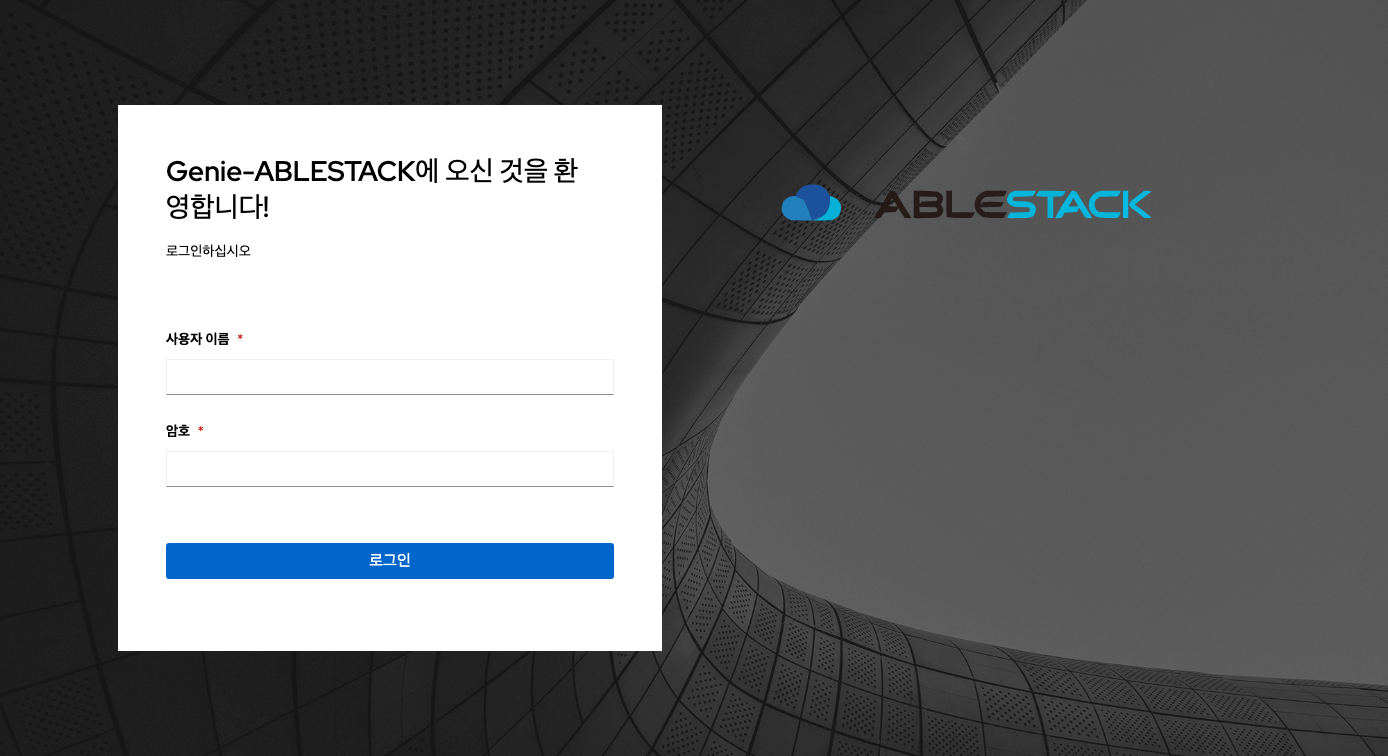 Genie-ABLESTACK에 오신 것을 환
영합니다!
로그인하십시오
사용자 이름 *
암호 *
로그인
ABLESTACK